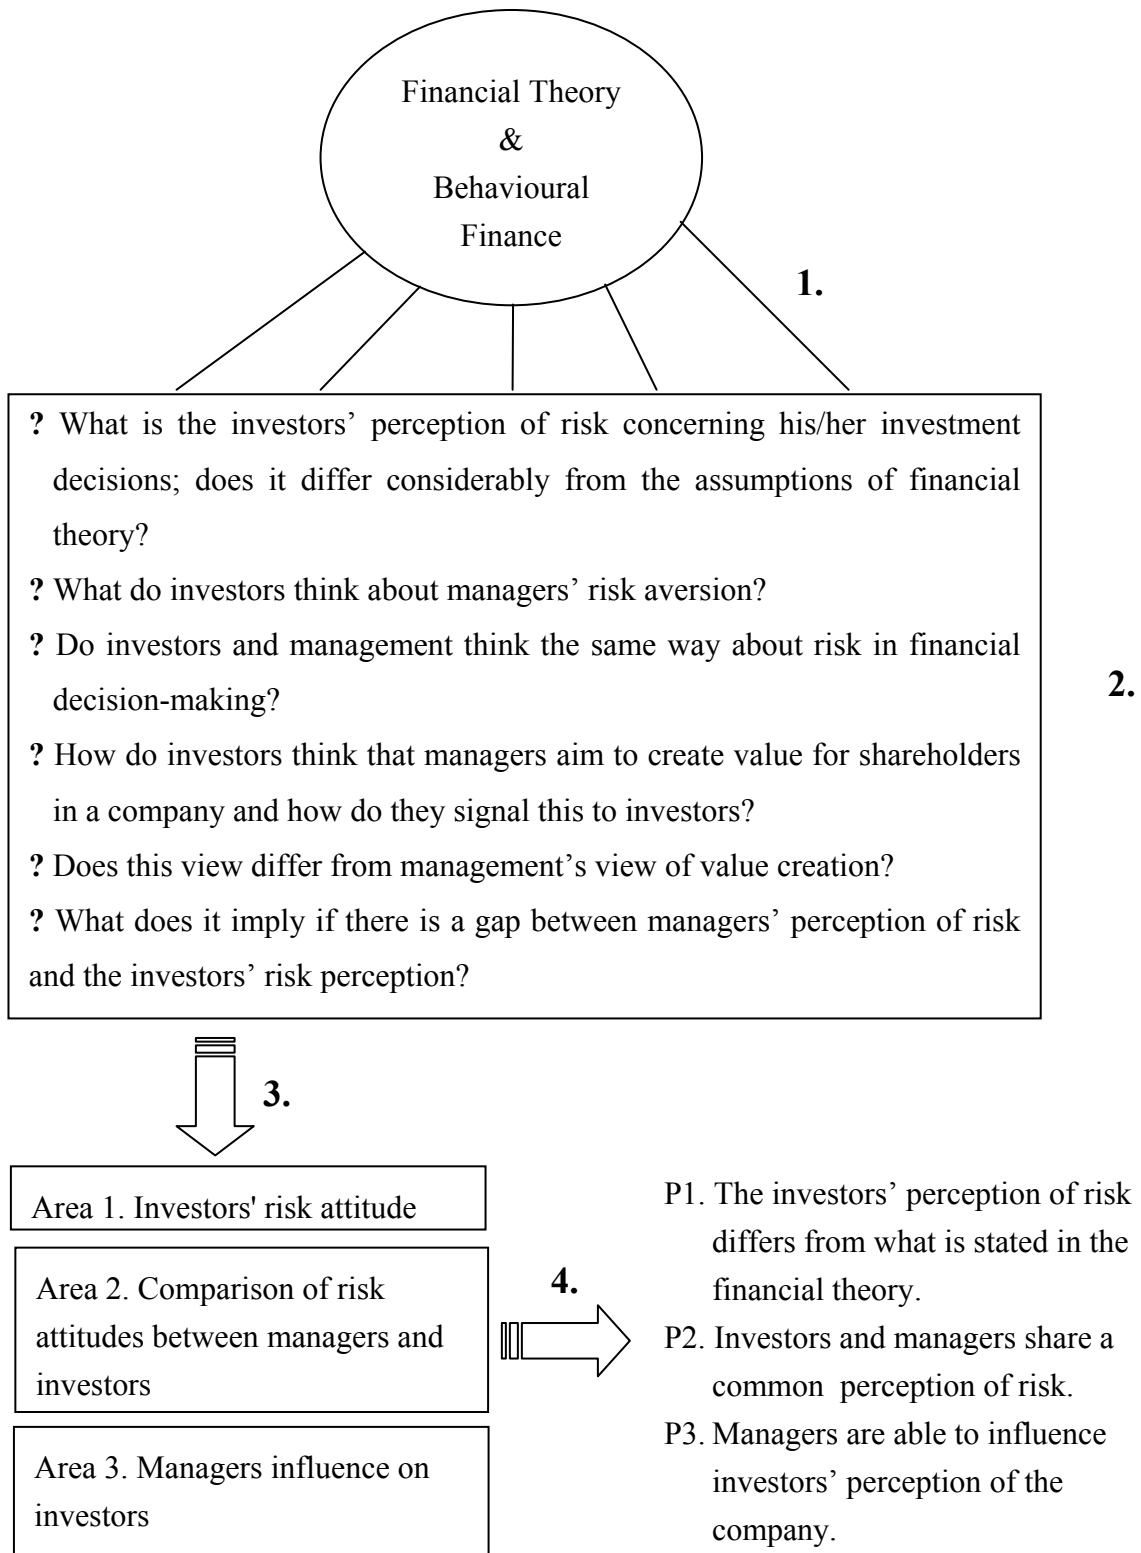 Financial Theory
&
Behavioural
Finance
1.
? What is the investors’ perception of risk concerning his/her investment
decisions; does it differ considerably from the assumptions of financial
theory?
? What do investors think about managers’ risk aversion?
? Do investors and management think the same way about risk in financial
decision-making?
2.
? How do investors think that managers aim to create value for shareholders
in a company and how do they signal this to investors?
? Does this view differ from management’s view of value creation?
? What does it imply if there is a gap between managers’ perception of risk
and the investors’ risk perception?
3.
Area 1. Investors' risk attitude
Area 2. Comparison of risk
attitudes between managers and
investors
Area 3. Managers influence on
investors
4.
P1. The investors’ perception of risk
differs from what is stated in the
financial theory.
P2. Investors and managers share a
common perception of risk.
P3. Managers are able to influence
investors’ perception of the
company.